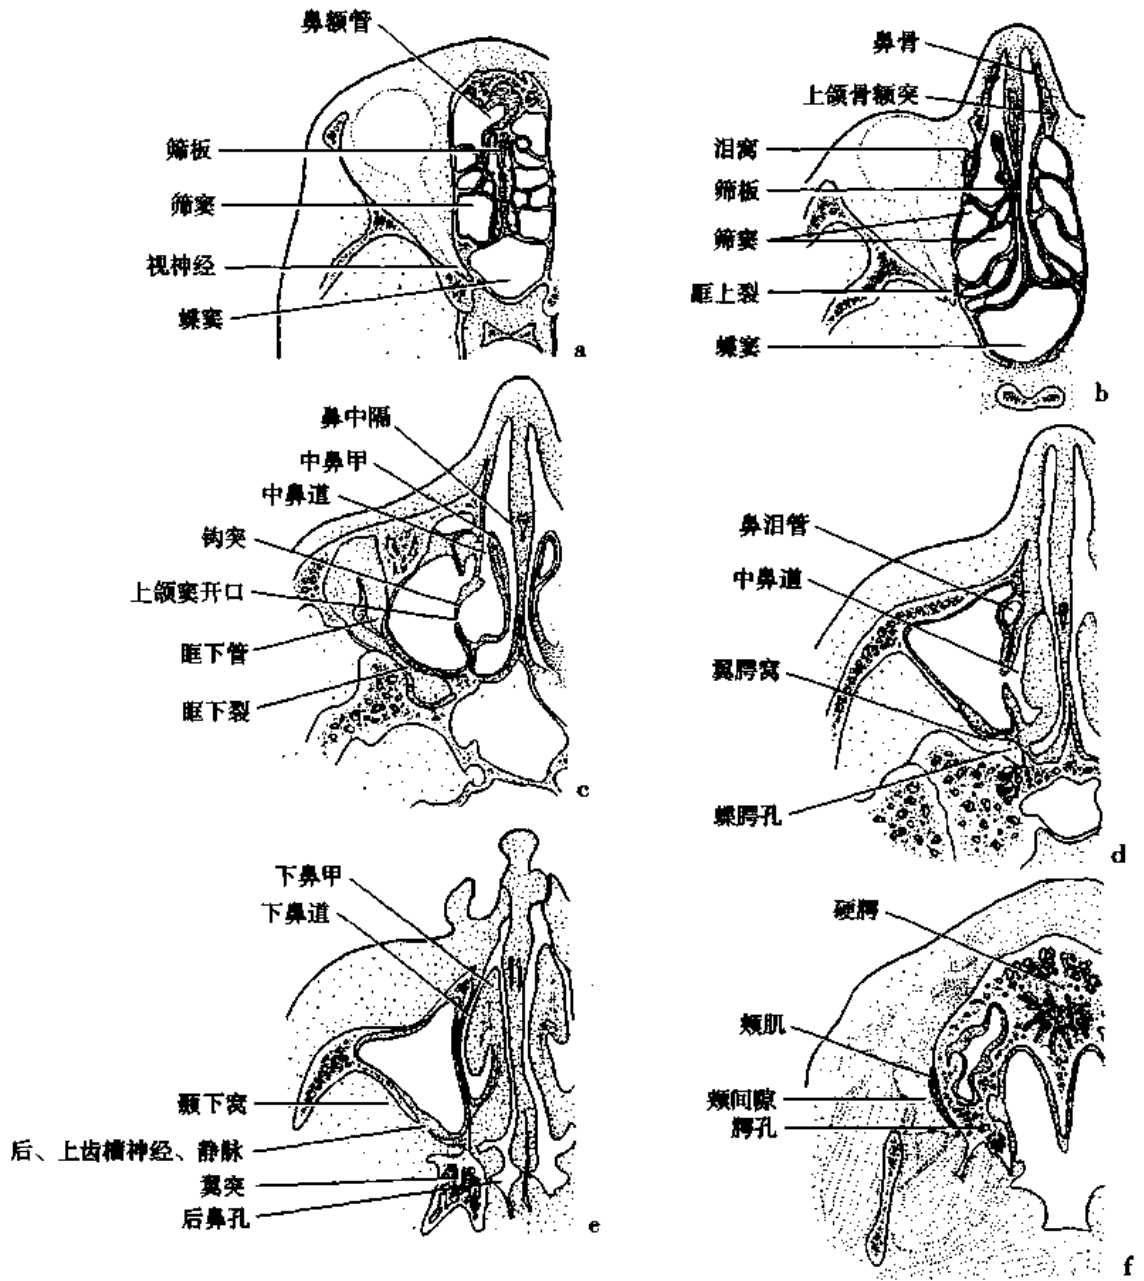 鼻额管
筛板
筛窦
视神经
蝶窦
a
鼻骨
上颌骨额突
泪窝
筛板
筛窦
眶上裂
蝶窦
b
鼻中隔
中鼻甲
中鼻道
钩突
上颌窦开口
眶下管
眶下裂
c
鼻泪管
中鼻道
翼腭窝
蝶腭孔
d
下鼻甲
下鼻道
颞下窝
后、上齿槽神经、静脉
翼突
后鼻孔
e
硬腭
颊肌
颊间隙
腭孔
f